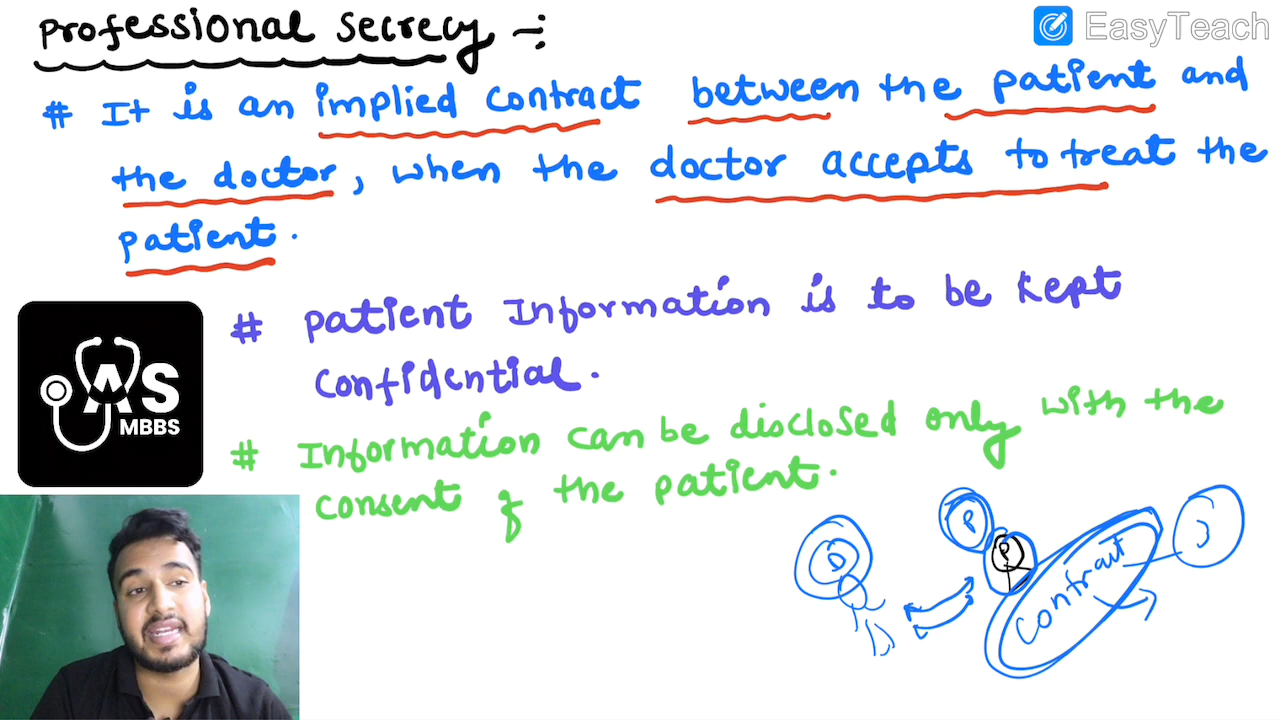 Professional Secrecy -:
EasyTeach
# It is an implied contract between the patient and
the doctor, when the doctor accepts to treat the
patient.
# Patient Information is to be kept
confidential.
AS
MBBS
# Information can be disclosed only with the
consent of the patient.
P
D
P
contract